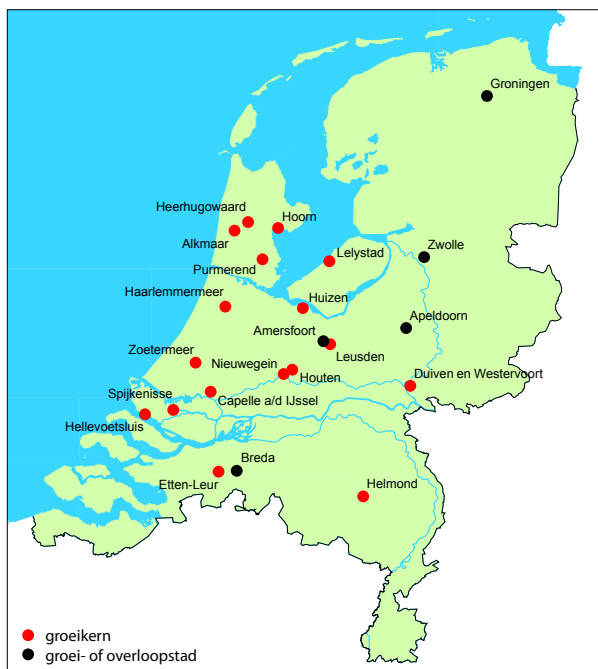 Groningen
Heerhugowaard
Hoorn
Alkmaar
Zwolle
Lelystad
Purmerend
Haarlemmermeer
Huizen
Apeldoorn
Amersfoort
Zoetermeer
Leusden
Nieuwegein
Houten
Duiven en Westervoort
Spijkenisse
Capelle a/d IJssel
Hellevoetsluis
Breda
Etten-Leur
Helmond
groeikern
groei- of overloopstad